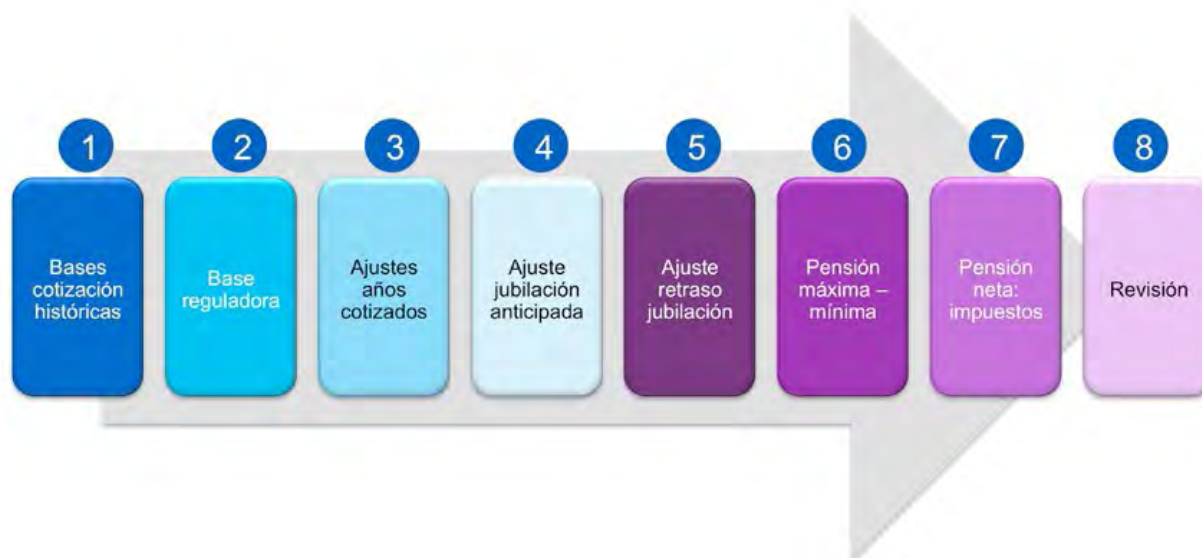 1
2
3
4
5
6
7
8
Bases
cotización
históricas
Base
reguladora
Ajustes
años
cotizados
Ajuste
jubilación
anticipada
Ajuste
retraso
jubilación
Pensión
máxima –
mínima
Pensión
neta:
impuestos
Revisión